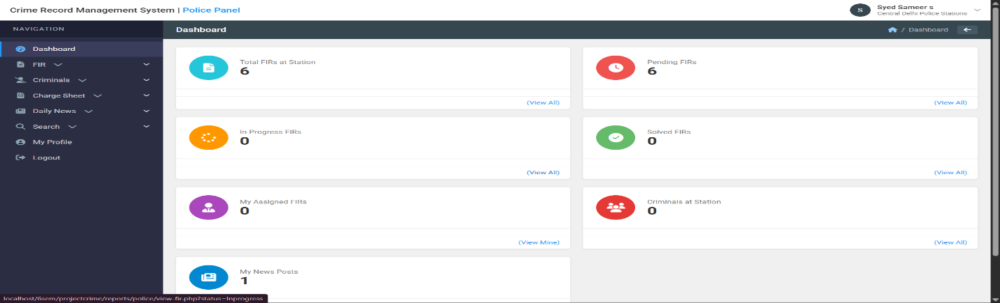 Crime Record Management System | Police Panel
S
Syed Sameer s
Central Delhi Police Stations
NAVIGATION
Dashboard
FIR
Criminals
Charge Sheet
Daily News
Search
My Profile
Logout
Dashboard
/ Dashboard
Total FIRs at Station
6
(View All)
Pending FIRs
6
(View All)
In Progress FIRs
0
(View All)
Solved FIRs
0
(View All)
My Assigned FIRs
0
(View Mine)
Criminals at Station
0
(View All)
My News Posts
1
localhost/6sem/projectcrime/reports/police/view-fir.php?status=Inprogress